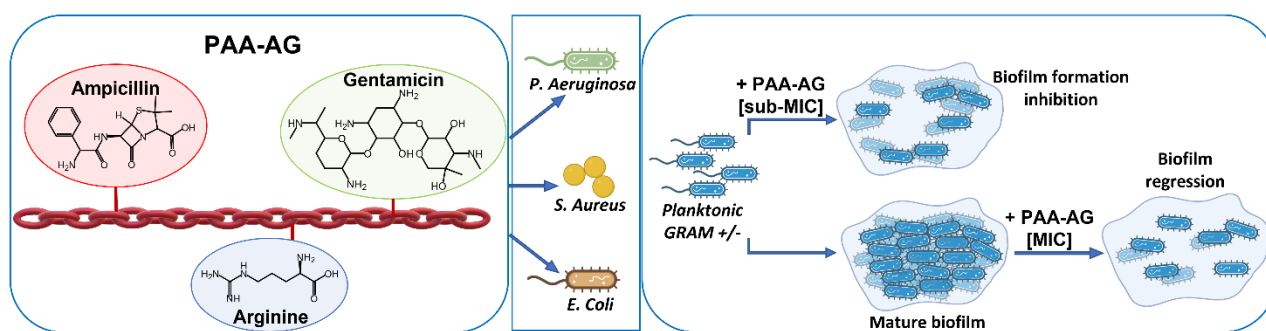 PAA-AG
Ampicillin
Gentamicin
Arginine
P. Aeruginosa
S. Aureus
E. Coli
Planktonic
GRAM +/-
+ PAA-AG
[sub-MIC]
Biofilm formation
inhibition
Mature biofilm
+ PAA-AG
[MIC]
Biofilm
regression